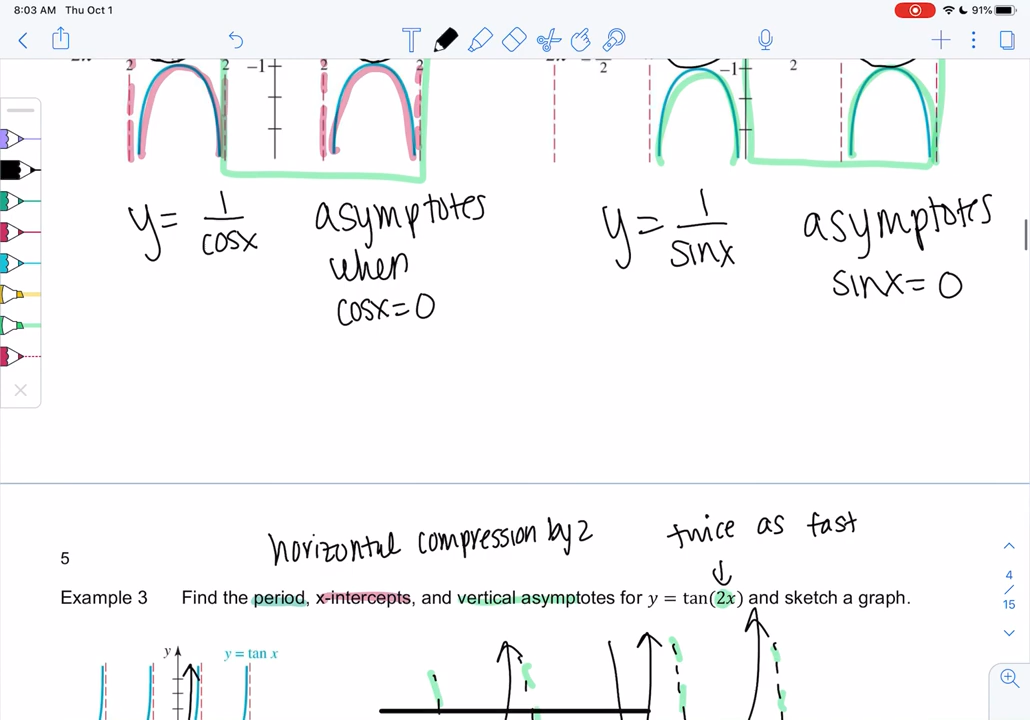 8:03 AM Thu Oct 1
91%
T
2 2 -1 2 2
2 -1 2
y = 1/cosx asymptotes
when
cosx = 0
y = 1/sinx asymptotes
sinx = 0
horizontal compression by 2 twice as fast
5
Example 3 Find the period, x-intercepts, and vertical asymptotes for y = tan(2x) and sketch a graph.
y y = tan x
4
/
15